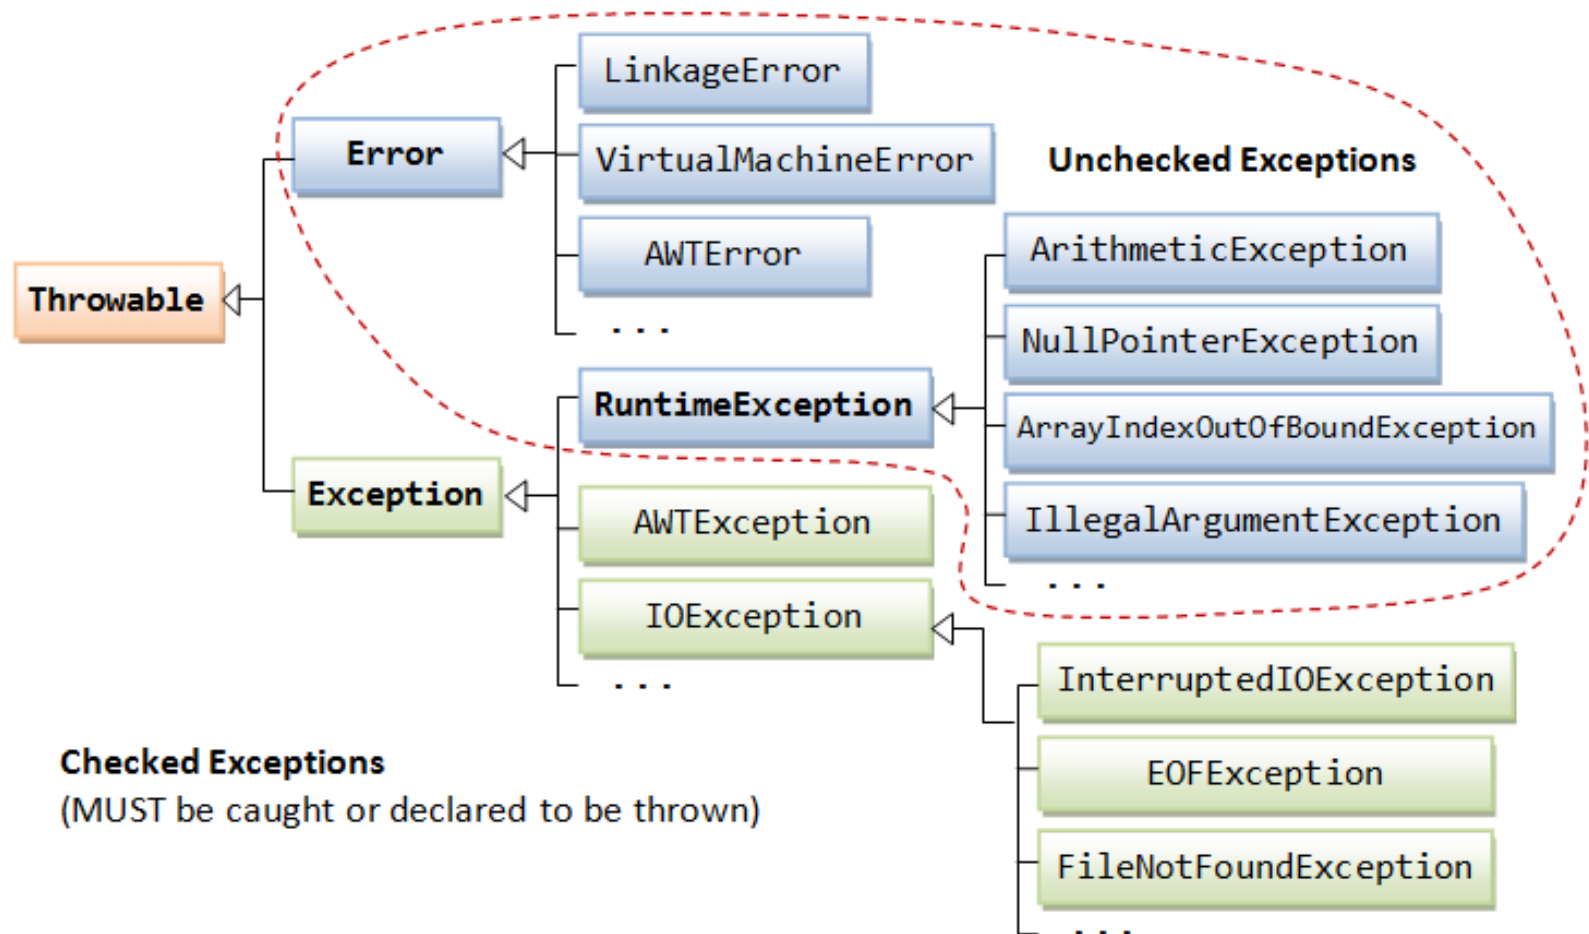 LinkageError
Error
VirtualMachineError
Unchecked Exceptions
AWTError
ArithmeticException
Throwable
...
NullPointerException
RuntimeException
ArrayIndexOutOfBoundException
Exception
AWTException
IllegalArgumentException
...
IOException
...
InterruptedIOException
Checked Exceptions
(MUST be caught or declared to be thrown)
EOFException
FileNotFoundException
...